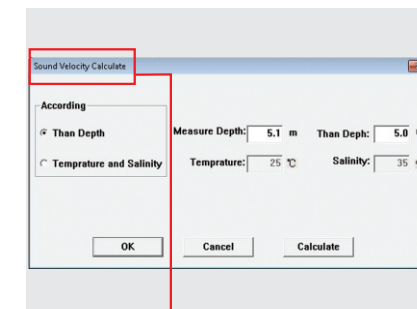 Sound Velocity Calculate
According
Than Depth
Measure Depth: 5.1 m Than Deph: 5.0
Temprature and Salinity
Temprature: 25 ℃ Salinity: 35
OK Cancel Calculate